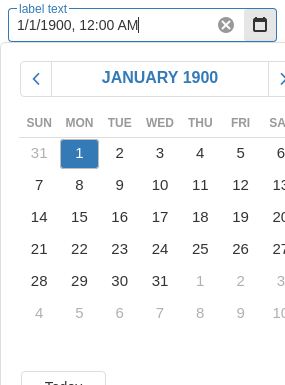 label text
1/1/1900, 12:00 AM
JANUARY 1900
SUN MON TUE WED THU FRI SA
31 1 2 3 4 5 6
7 8 9 10 11 12 13
14 15 16 17 18 19 20
21 22 23 24 25 26 27
28 29 30 31 1 2 3
4 5 6 7 8 9 10
Today